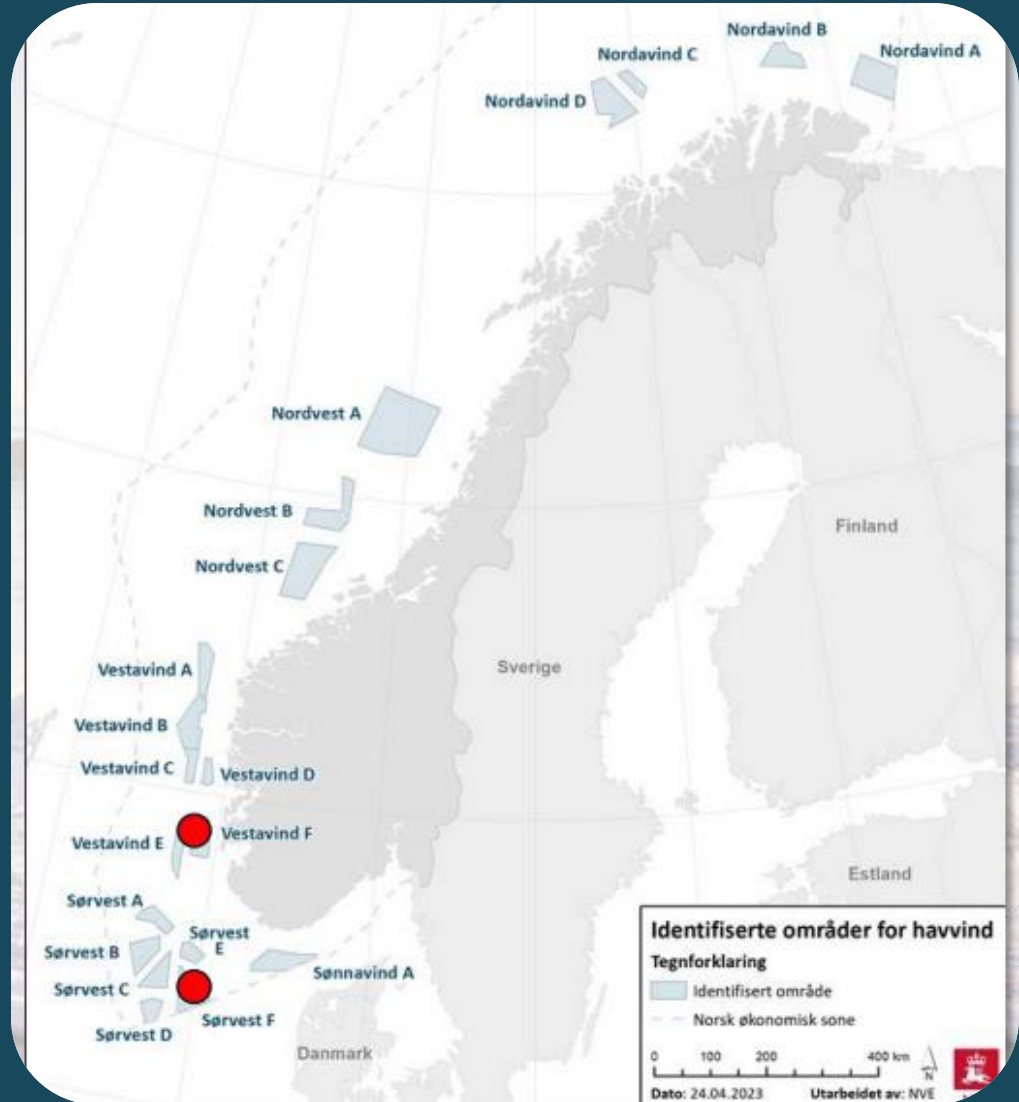 Nordavind B
Nordavind A
Nordavind C
Nordavind D
Nordvest A
Nordvest B
Finland
Nordvest C
Vestavind A
Sverige
Vestavind B
Vestavind C
Vestavind D
Vestavind F
Vestavind E
Estland
Sørvest A
Sørvest
E
Sørvest B
Sønnavind A
Sørvest C
Sørvest F
Sørvest D
Danmark
Identifiserte områder for havvind
Tegnforklaring
Identifisert område
Norsk økonomisk sone
0 100 200 400 km
N
Dato: 24.04.2023 Utarbeidet av: NVE